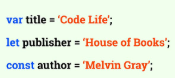 var title = 'Code Life';
let publisher = 'House of Books';
const author = 'Melvin Gray';